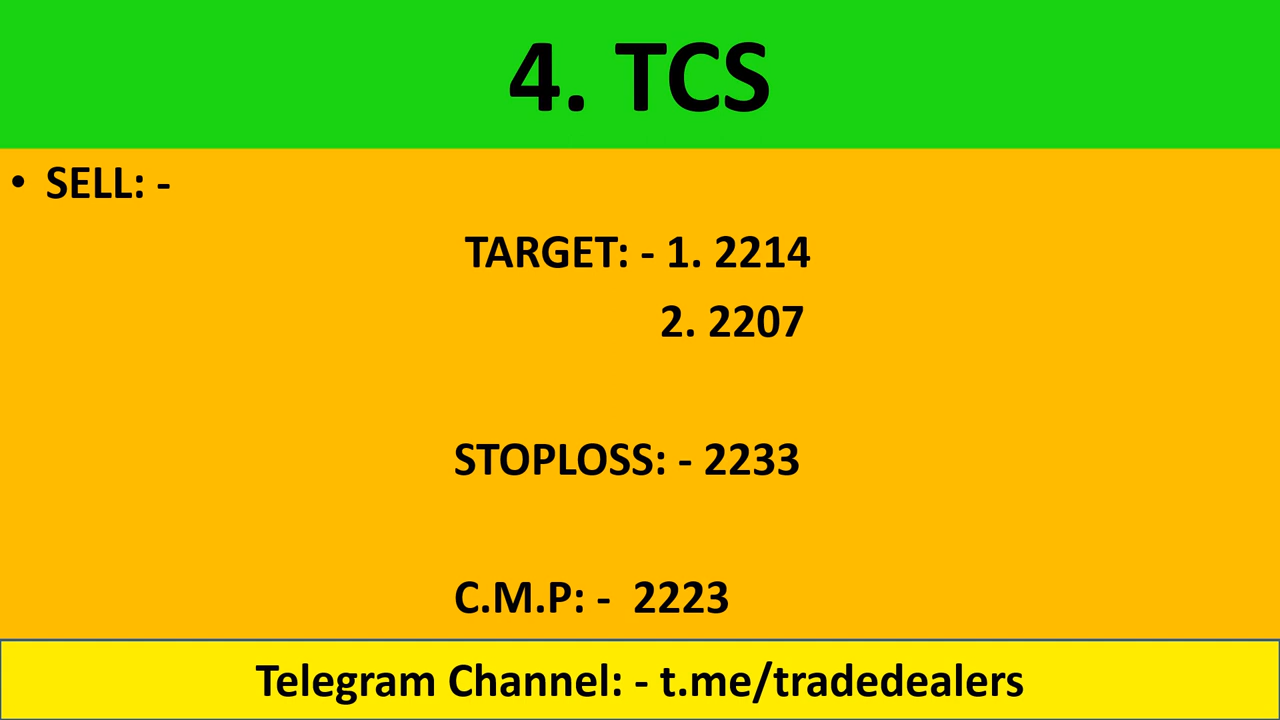 4. TCS
• SELL: -
TARGET: - 1. 2214
2. 2207
STOPLOSS: - 2233
C.M.P: - 2223
Telegram Channel: - t.me/tradedealers